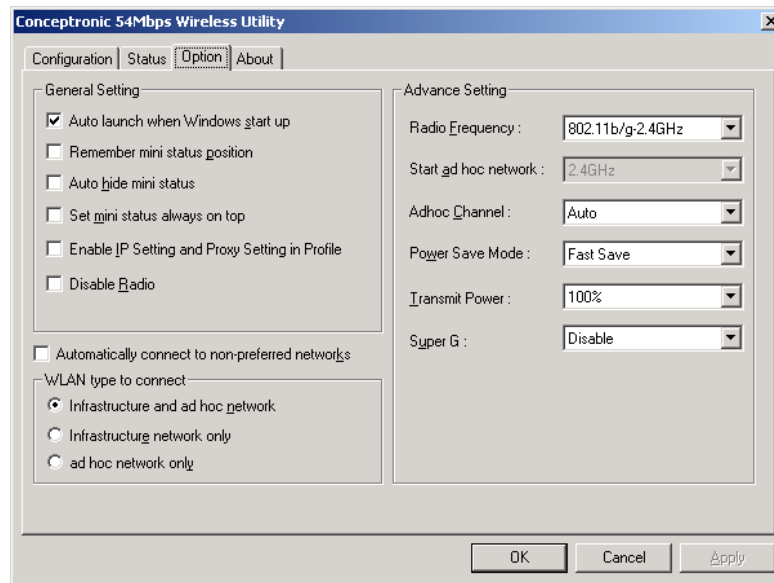 Conceptronic 54Mbps Wireless Utility
Configuration Status Option About
General Setting
Auto launch when Windows start up
Remember mini status position
Auto hide mini status
Set mini status always on top
Enable IP Setting and Proxy Setting in Profile
Disable Radio
Automatically connect to non-preferred networks
WLAN type to connect
Infrastructure and ad hoc network
Infrastructure network only
ad hoc network only
Advance Setting
Radio Frequency : 802.11b/g-2.4GHz
Start ad hoc network : 2.4GHz
Adhoc Channel : Auto
Power Save Mode : Fast Save
Transmit Power : 100%
Super G : Disable
OK Cancel Apply